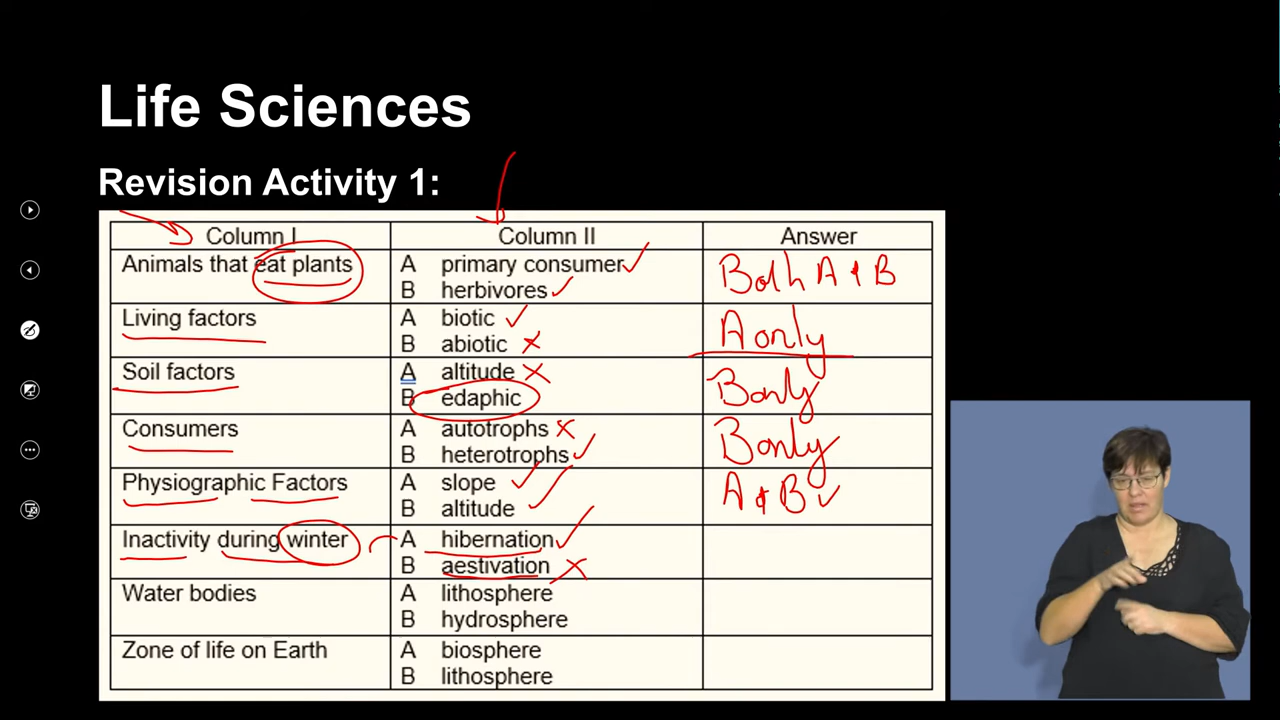 Life Sciences
Revision Activity 1:
Column I Column II Answer
Animals that eat plants A primary consumer Both A & B
B herbivores
Living factors A biotic A only
B abiotic
Soil factors A altitude B only
B edaphic
Consumers A autotrophs B only
B heterotrophs
Physiographic Factors A slope A & B
B altitude
Inactivity during winter A hibernation
B aestivation
Water bodies A lithosphere
B hydrosphere
Zone of life on Earth A biosphere
B lithosphere